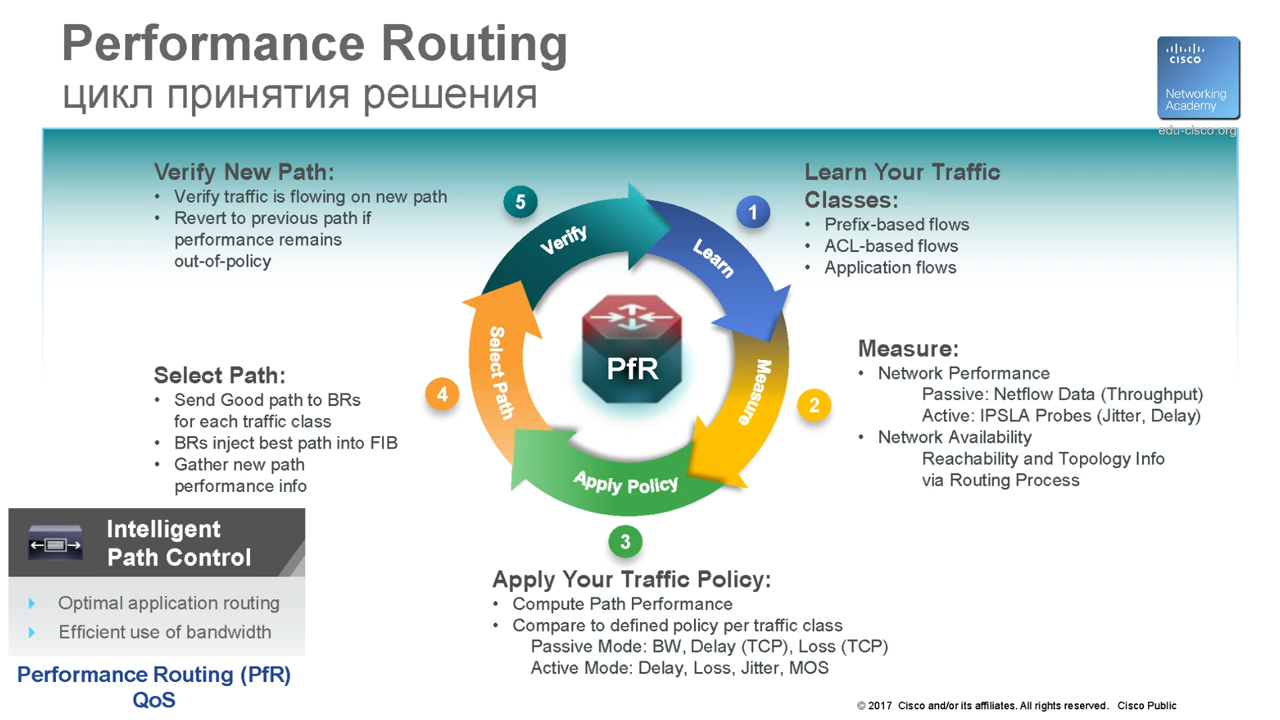 Performance Routing
цикл принятия решения
CISCO
Networking
Academy
edu-cisco.org
Verify New Path:
• Verify traffic is flowing on new path
• Revert to previous path if
performance remains
out-of-policy
5
Verify
1
Learn
Learn Your Traffic
Classes:
• Prefix-based flows
• ACL-based flows
• Application flows
PfR
Measure
2
Measure:
• Network Performance
Passive: Netflow Data (Throughput)
Active: IPSLA Probes (Jitter, Delay)
• Network Availability
Reachability and Topology Info
via Routing Process
Select Path:
• Send Good path to BRs
for each traffic class
• BRs inject best path into FIB
• Gather new path
performance info
4
Select Path
Apply Policy
3
Apply Your Traffic Policy:
• Compute Path Performance
• Compare to defined policy per traffic class
Passive Mode: BW, Delay (TCP), Loss (TCP)
Active Mode: Delay, Loss, Jitter, MOS
Intelligent
Path Control
Optimal application routing
Efficient use of bandwidth
Performance Routing (PfR)
QoS
© 2017 Cisco and/or its affiliates. All rights reserved. Cisco Public